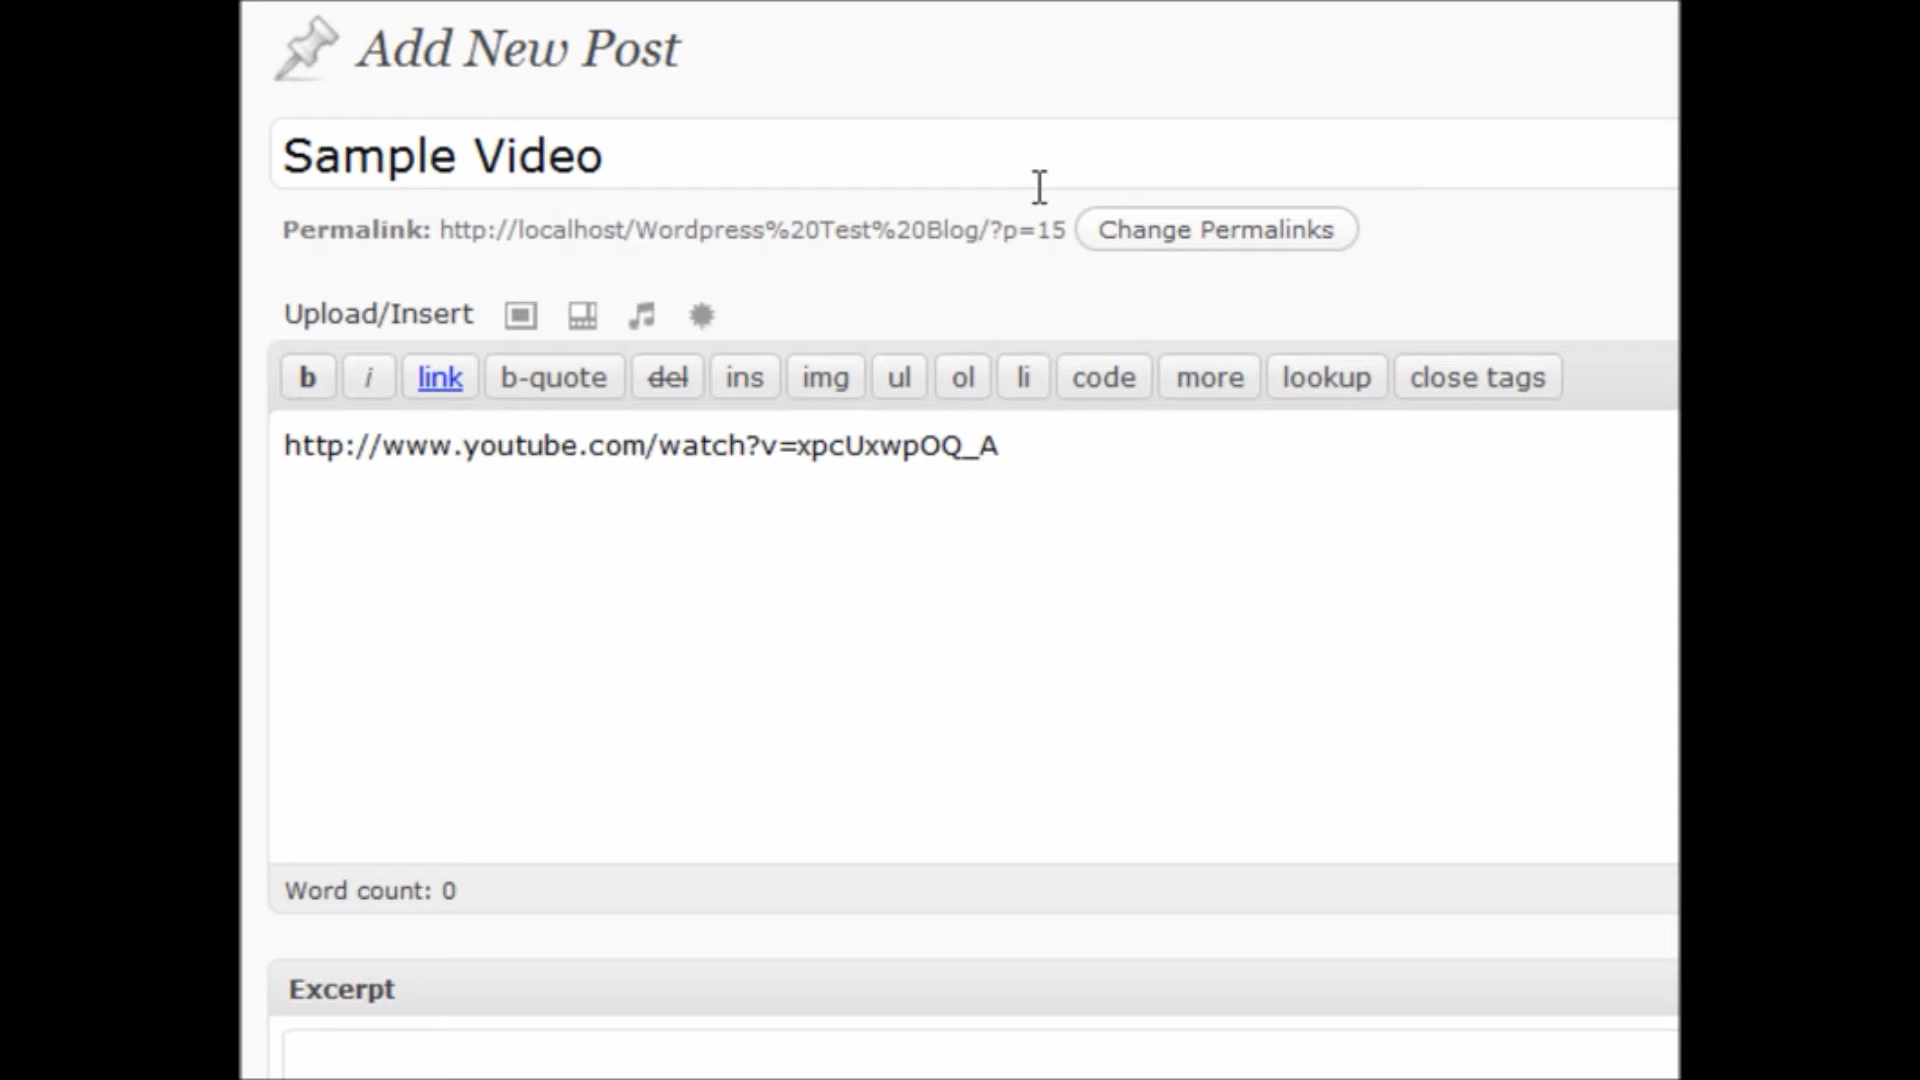 Add New Post
Sample Video
Permalink: http://localhost/Wordpress%20Test%20Blog/?p=15 Change Permalinks
Upload/Insert
b i link b-quote del ins img ul ol li code more lookup close tags
http://www.youtube.com/watch?v=xpcUxwpOQ_A
Word count: 0
Excerpt